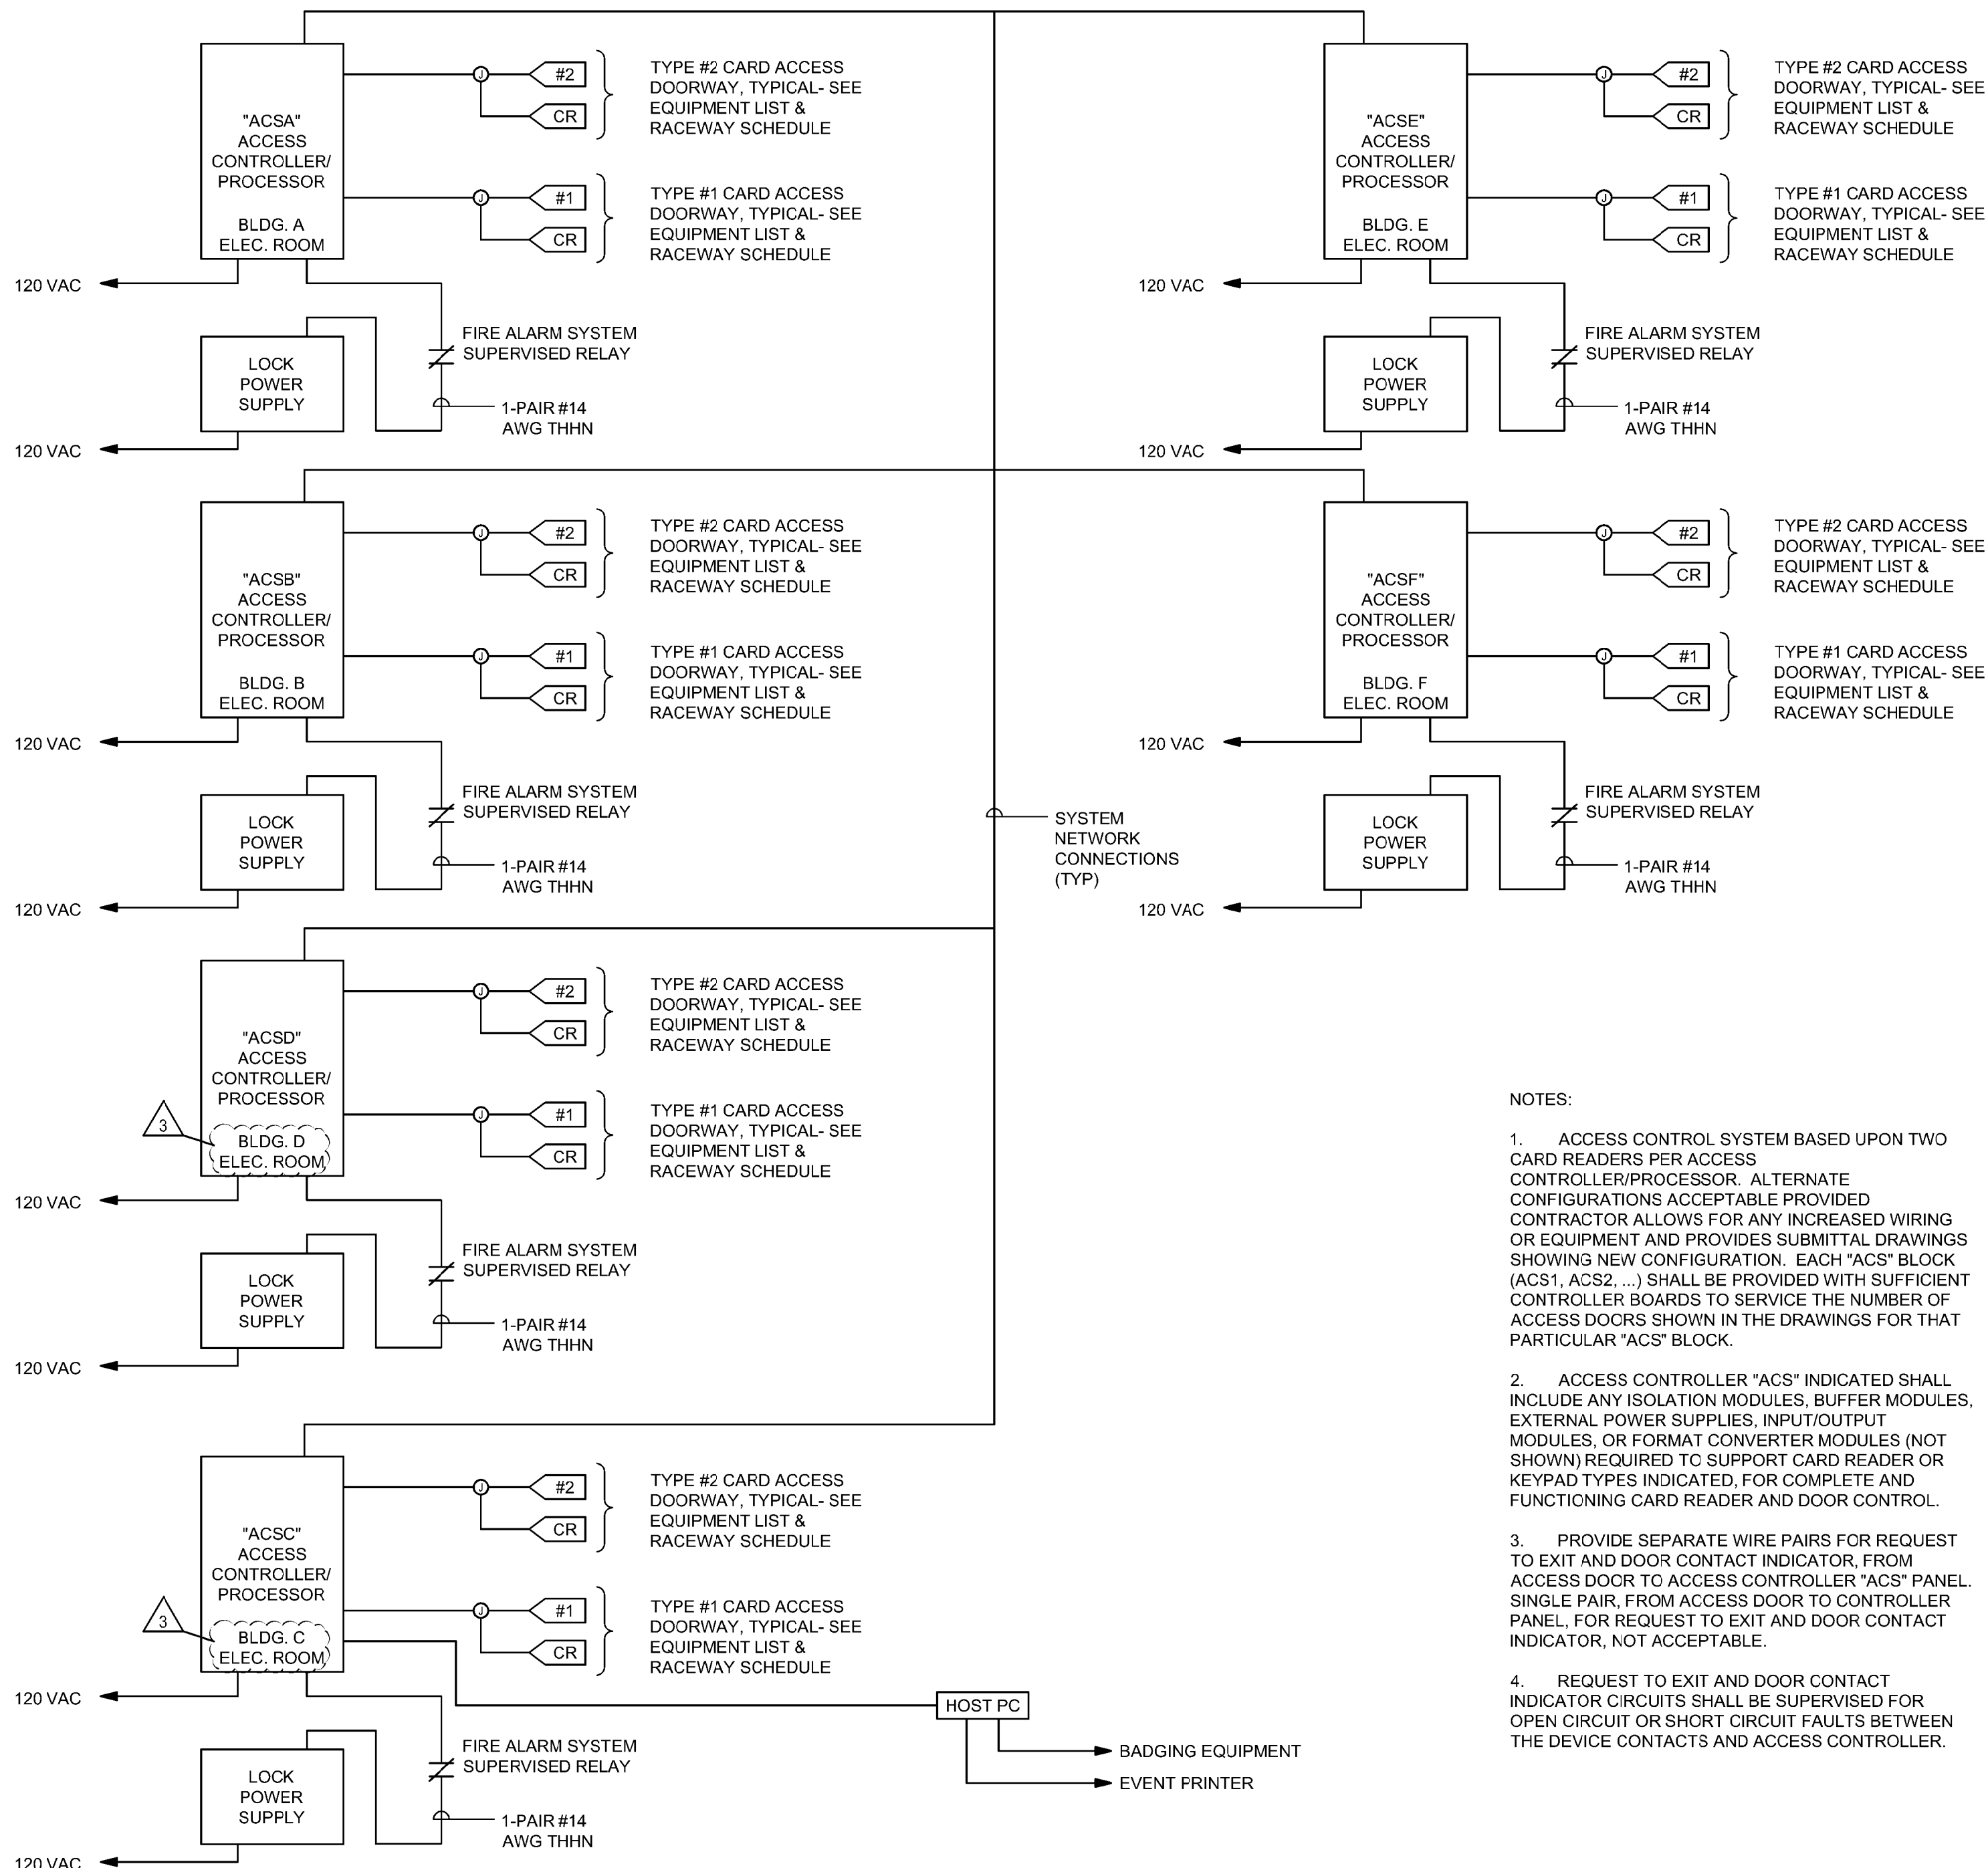 "ACSA"
ACCESS
CONTROLLER/
PROCESSOR
BLDG. A
ELEC. ROOM
J
#2
CR
TYPE #2 CARD ACCESS
DOORWAY, TYPICAL- SEE
EQUIPMENT LIST &
RACEWAY SCHEDULE
J
#1
CR
TYPE #1 CARD ACCESS
DOORWAY, TYPICAL- SEE
EQUIPMENT LIST &
RACEWAY SCHEDULE
120 VAC
LOCK
POWER
SUPPLY
FIRE ALARM SYSTEM
SUPERVISED RELAY
1-PAIR #14
AWG THHN
120 VAC
"ACSB"
ACCESS
CONTROLLER/
PROCESSOR
BLDG. B
ELEC. ROOM
J
#2
CR
TYPE #2 CARD ACCESS
DOORWAY, TYPICAL- SEE
EQUIPMENT LIST &
RACEWAY SCHEDULE
J
#1
CR
TYPE #1 CARD ACCESS
DOORWAY, TYPICAL- SEE
EQUIPMENT LIST &
RACEWAY SCHEDULE
120 VAC
LOCK
POWER
SUPPLY
FIRE ALARM SYSTEM
SUPERVISED RELAY
1-PAIR #14
AWG THHN
120 VAC
"ACSD"
ACCESS
CONTROLLER/
PROCESSOR
3
BLDG. D
ELEC. ROOM
J
#2
CR
TYPE #2 CARD ACCESS
DOORWAY, TYPICAL- SEE
EQUIPMENT LIST &
RACEWAY SCHEDULE
J
#1
CR
TYPE #1 CARD ACCESS
DOORWAY, TYPICAL- SEE
EQUIPMENT LIST &
RACEWAY SCHEDULE
120 VAC
LOCK
POWER
SUPPLY
FIRE ALARM SYSTEM
SUPERVISED RELAY
1-PAIR #14
AWG THHN
120 VAC
"ACSC"
ACCESS
CONTROLLER/
PROCESSOR
3
BLDG. C
ELEC. ROOM
J
#2
CR
TYPE #2 CARD ACCESS
DOORWAY, TYPICAL- SEE
EQUIPMENT LIST &
RACEWAY SCHEDULE
J
#1
CR
TYPE #1 CARD ACCESS
DOORWAY, TYPICAL- SEE
EQUIPMENT LIST &
RACEWAY SCHEDULE
120 VAC
LOCK
POWER
SUPPLY
FIRE ALARM SYSTEM
SUPERVISED RELAY
1-PAIR #14
AWG THHN
120 VAC
HOST PC
BADGING EQUIPMENT
EVENT PRINTER
SYSTEM
NETWORK
CONNECTIONS
(TYP)
"ACSE"
ACCESS
CONTROLLER/
PROCESSOR
BLDG. E
ELEC. ROOM
J
#2
CR
TYPE #2 CARD ACCESS
DOORWAY, TYPICAL- SEE
EQUIPMENT LIST &
RACEWAY SCHEDULE
J
#1
CR
TYPE #1 CARD ACCESS
DOORWAY, TYPICAL- SEE
EQUIPMENT LIST &
RACEWAY SCHEDULE
120 VAC
LOCK
POWER
SUPPLY
FIRE ALARM SYSTEM
SUPERVISED RELAY
1-PAIR #14
AWG THHN
120 VAC
"ACSF"
ACCESS
CONTROLLER/
PROCESSOR
BLDG. F
ELEC. ROOM
J
#2
CR
TYPE #2 CARD ACCESS
DOORWAY, TYPICAL- SEE
EQUIPMENT LIST &
RACEWAY SCHEDULE
J
#1
CR
TYPE #1 CARD ACCESS
DOORWAY, TYPICAL- SEE
EQUIPMENT LIST &
RACEWAY SCHEDULE
120 VAC
LOCK
POWER
SUPPLY
FIRE ALARM SYSTEM
SUPERVISED RELAY
1-PAIR #14
AWG THHN
120 VAC
NOTES:
1. ACCESS CONTROL SYSTEM BASED UPON TWO
CARD READERS PER ACCESS
CONTROLLER/PROCESSOR. ALTERNATE
CONFIGURATIONS ACCEPTABLE PROVIDED
CONTRACTOR ALLOWS FOR ANY INCREASED WIRING
OR EQUIPMENT AND PROVIDES SUBMITTAL DRAWINGS
SHOWING NEW CONFIGURATION. EACH "ACS" BLOCK
(ACS1, ACS2, ...) SHALL BE PROVIDED WITH SUFFICIENT
CONTROLLER BOARDS TO SERVICE THE NUMBER OF
ACCESS DOORS SHOWN IN THE DRAWINGS FOR THAT
PARTICULAR "ACS" BLOCK.
2. ACCESS CONTROLLER "ACS" INDICATED SHALL
INCLUDE ANY ISOLATION MODULES, BUFFER MODULES,
EXTERNAL POWER SUPPLIES, INPUT/OUTPUT
MODULES, OR FORMAT CONVERTER MODULES (NOT
SHOWN) REQUIRED TO SUPPORT CARD READER OR
KEYPAD TYPES INDICATED, FOR COMPLETE AND
FUNCTIONING CARD READER AND DOOR CONTROL.
3. PROVIDE SEPARATE WIRE PAIRS FOR REQUEST
TO EXIT AND DOOR CONTACT INDICATOR, FROM
ACCESS DOOR TO ACCESS CONTROLLER "ACS" PANEL.
SINGLE PAIR, FROM ACCESS DOOR TO CONTROLLER
PANEL, FOR REQUEST TO EXIT AND DOOR CONTACT
INDICATOR, NOT ACCEPTABLE.
4. REQUEST TO EXIT AND DOOR CONTACT
INDICATOR CIRCUITS SHALL BE SUPERVISED FOR
OPEN CIRCUIT OR SHORT CIRCUIT FAULTS BETWEEN
THE DEVICE CONTACTS AND ACCESS CONTROLLER.